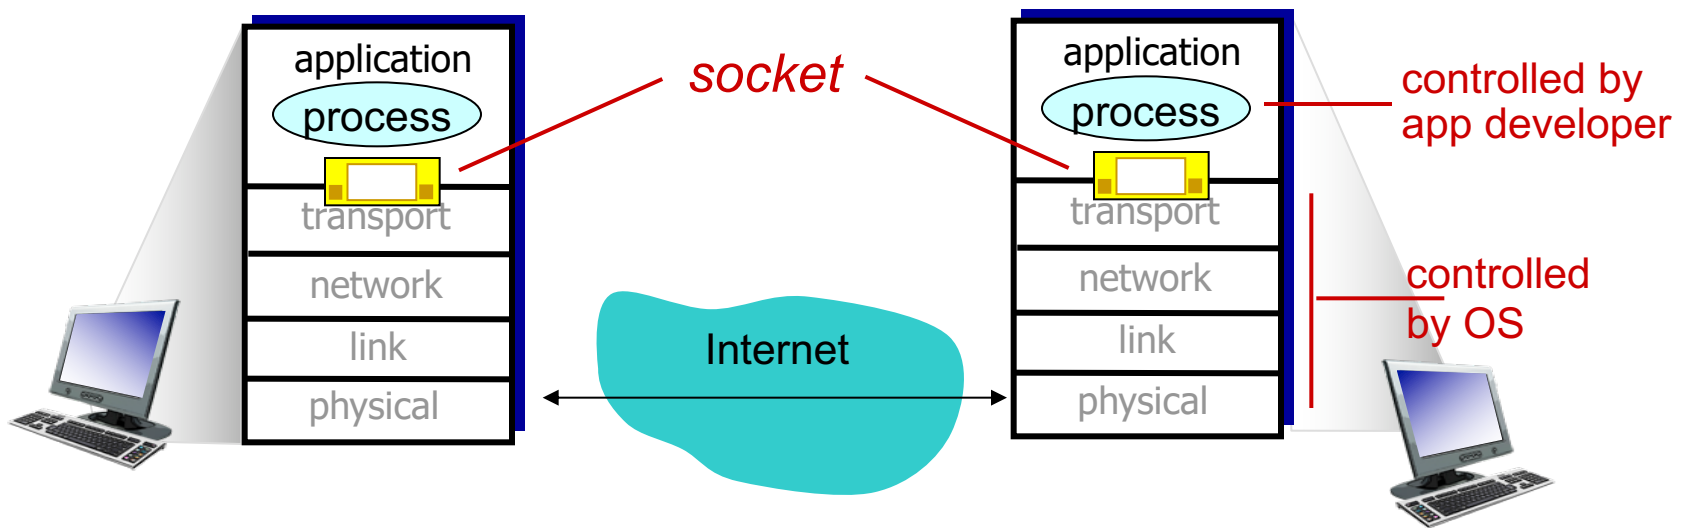 application
process
transport
network
link
physical
socket
Internet
application
process
transport
network
link
physical
controlled by
app developer
controlled
by OS